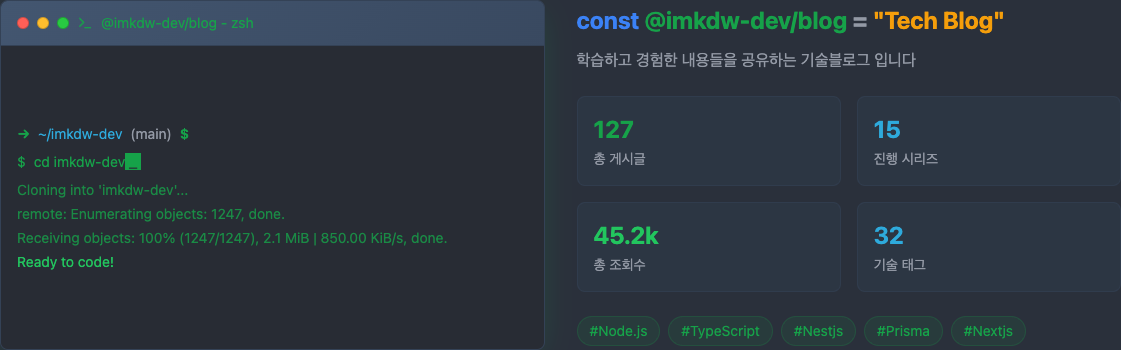 >_ @imkdw-dev/blog – zsh
→ ~/imkdw-dev (main) $
$ cd imkdw-dev_
Cloning into 'imkdw-dev'...
remote: Enumerating objects: 1247, done.
Receiving objects: 100% (1247/1247), 2.1 MiB | 850.00 KiB/s, done.
Ready to code!
const @imkdw-dev/blog = "Tech Blog"
학습하고 경험한 내용들을 공유하는 기술블로그 입니다
127
총 게시글
15
진행 시리즈
45.2k
총 조회수
32
기술 태그
#Node.js #TypeScript #Nestjs #Prisma #Nextjs